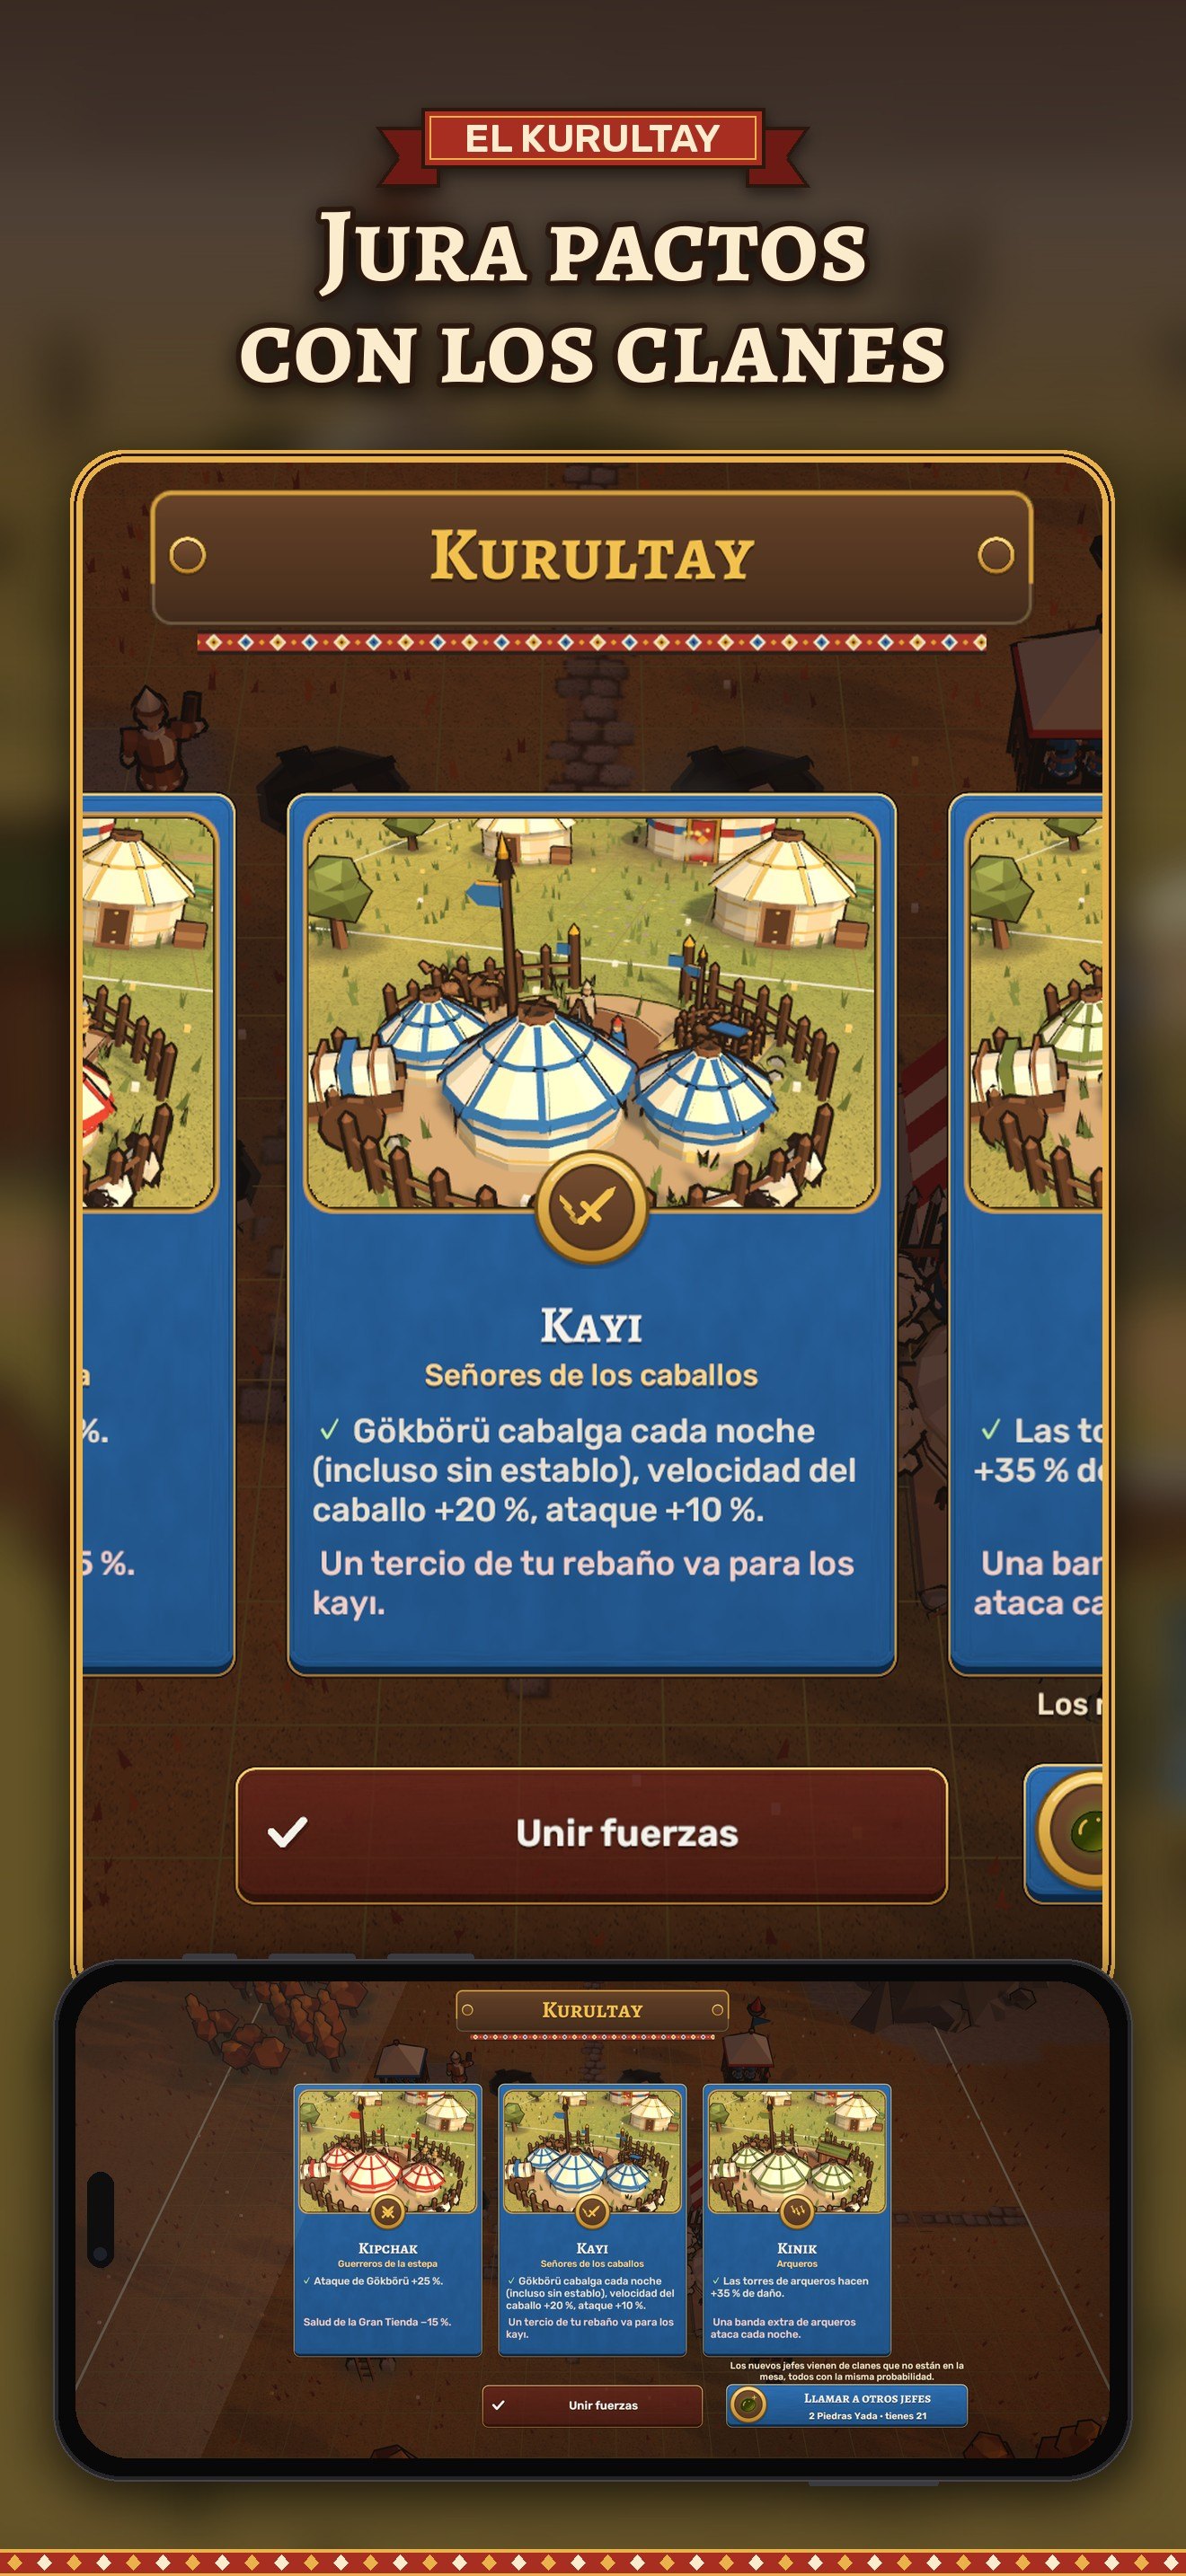 EL KURULTAY
JURA PACTOS
CON LOS CLANES
KURULTAY
a
%.
5 %.
KAYI
Señores de los caballos
✓ Gökbörü cabalga cada noche
(incluso sin establo), velocidad del
caballo +20 %, ataque +10 %.
Un tercio de tu rebaño va para los
kayı.
✓ Las to
+35 % de
Una ban
ataca ca
Los n
Unir fuerzas
KURULTAY
KIPCHAK
Guerreros de la estepa
✓ Ataque de Gökbörü +25 %.
Salud de la Gran Tienda −15 %.
KAYI
Señores de los caballos
✓ Gökbörü cabalga cada noche
(incluso sin establo), velocidad del
caballo +20 %, ataque +10 %.
Un tercio de tu rebaño va para los
kayı.
KINIK
Arqueros
✓ Las torres de arqueros hacen
+35 % de daño.
Una banda extra de arqueros
ataca cada noche.
Los nuevos jefes vienen de clanes que no están en la
mesa, todos con la misma probabilidad.
Unir fuerzas
LLAMAR A OTROS JEFES
2 Piedras Yada • tienes 21